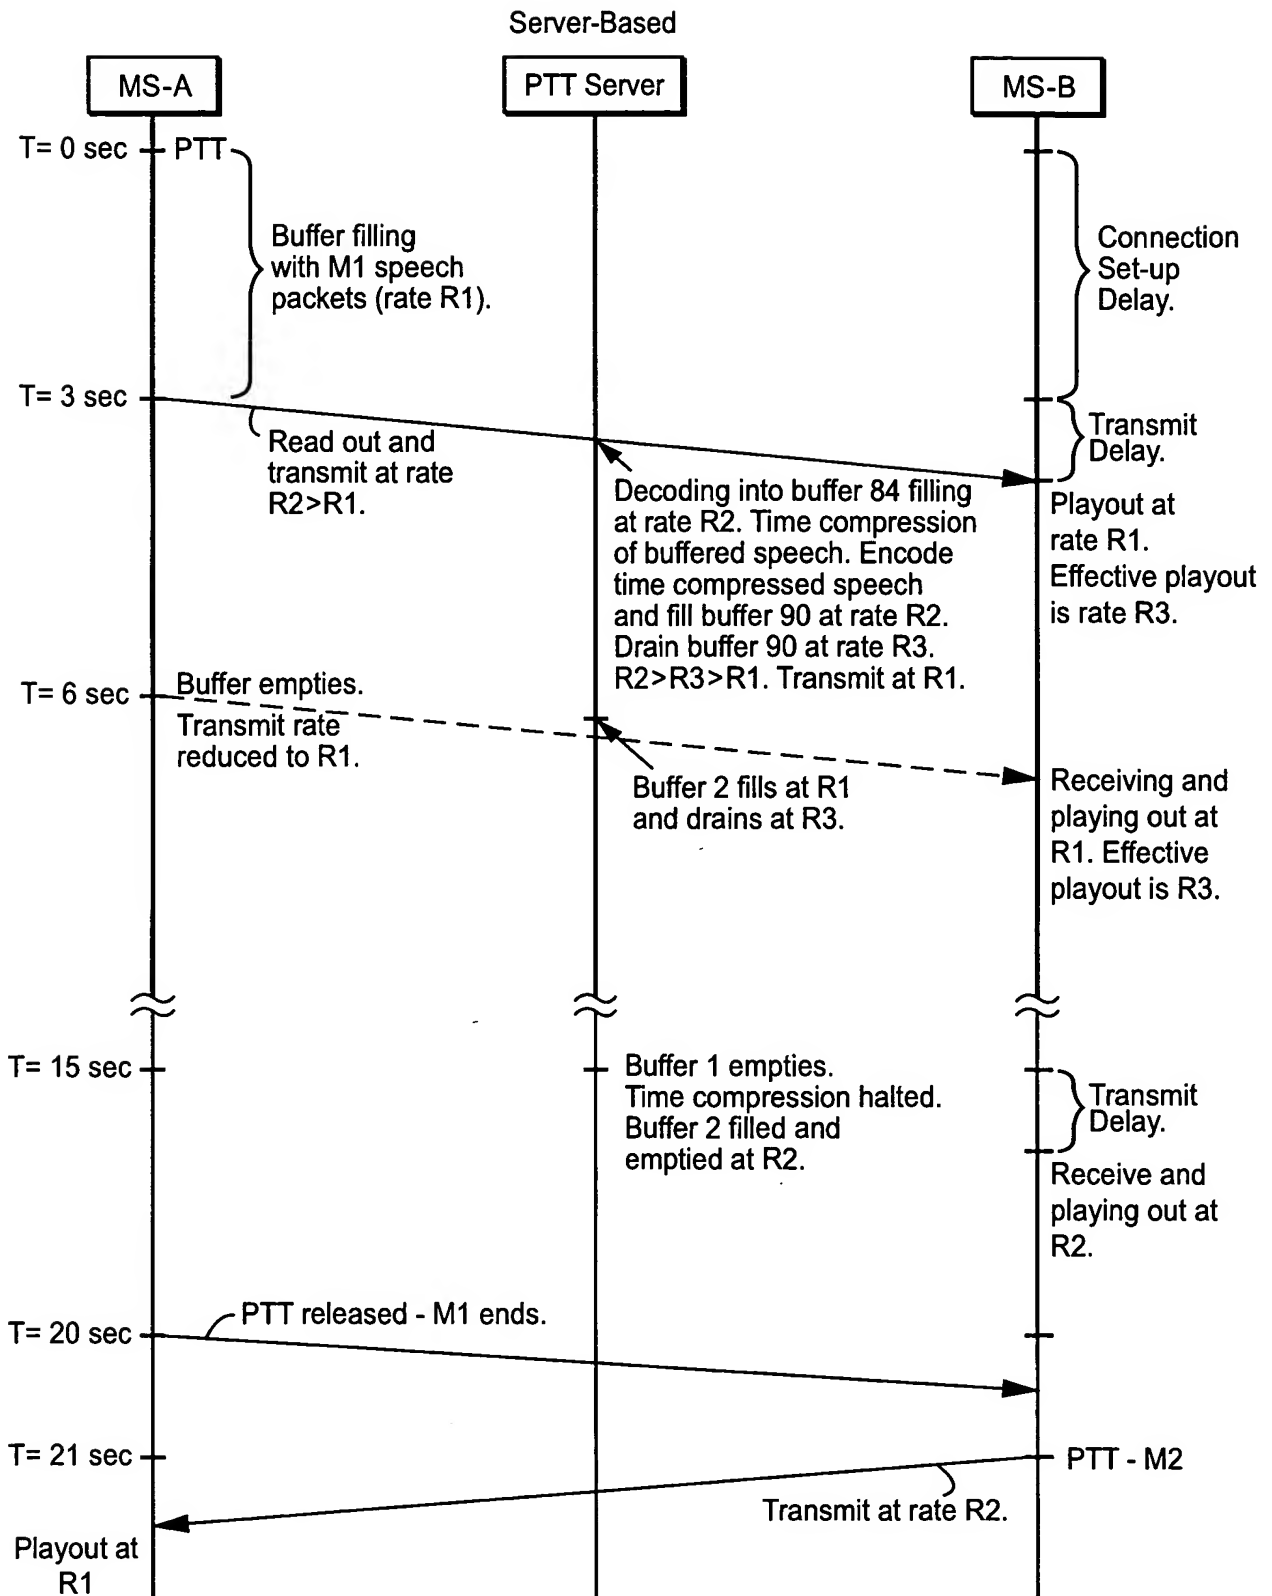 Server-Based
MS-A
PTT Server
MS-B
T= 0 sec
PTT
Buffer filling
with M1 speech
packets (rate R1).
Connection
Set-up
Delay.
T= 3 sec
Read out and
transmit at rate
R2>R1.
Transmit
Delay.
Decoding into buffer 84 filling
at rate R2. Time compression
of buffered speech. Encode
time compressed speech
and fill buffer 90 at rate R2.
Drain buffer 90 at rate R3.
R2>R3>R1. Transmit at R1.
Playout at
rate R1.
Effective playout
is rate R3.
T= 6 sec
Buffer empties.
Transmit rate
reduced to R1.
Buffer 2 fills at R1
and drains at R3.
Receiving and
playing out at
R1. Effective
playout is R3.
T= 15 sec
Buffer 1 empties.
Time compression halted.
Buffer 2 filled and
emptied at R2.
Transmit
Delay.
Receive and
playing out at
R2.
PTT released - M1 ends.
T= 20 sec
T= 21 sec
PTT - M2
Transmit at rate R2.
Playout at
R1